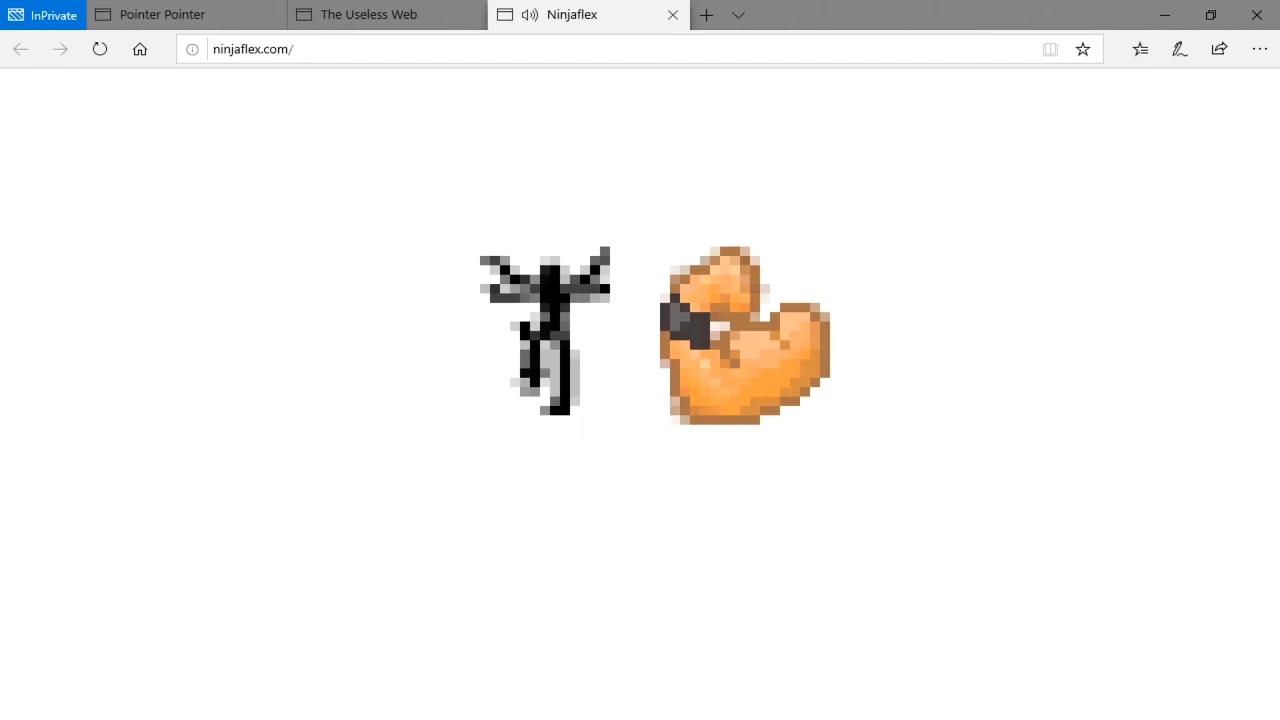 InPrivate
Pointer Pointer
The Useless Web
Ninjaflex
ninjaflex.com/